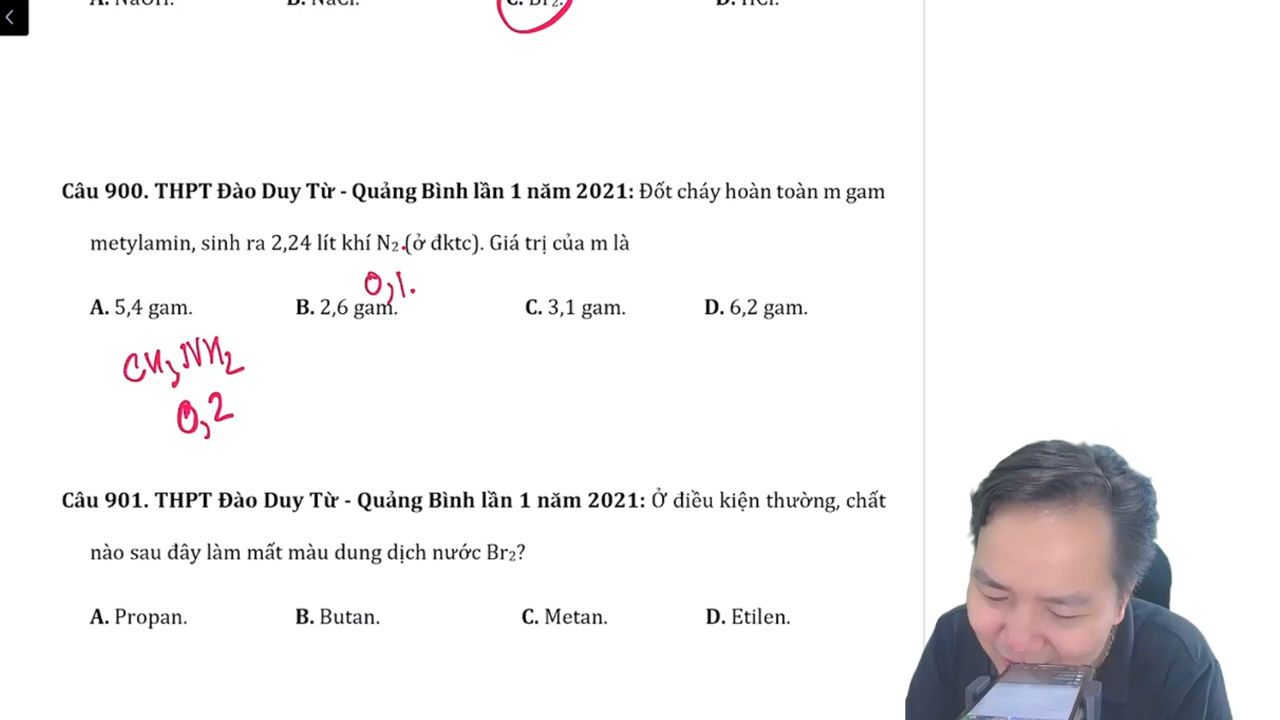 A. NaOH. B. NaCl. C. Br₂. D. HCl.
Câu 900. THPT Đào Duy Từ - Quảng Bình lần 1 năm 2021: Đốt cháy hoàn toàn m gam
metylamin, sinh ra 2,24 lít khí N₂ (ở đktc). Giá trị của m là
0,1
A. 5,4 gam. B. 2,6 gam. C. 3,1 gam. D. 6,2 gam.
CH₃NH₂
0,2
Câu 901. THPT Đào Duy Từ - Quảng Bình lần 1 năm 2021: Ở điều kiện thường, chất
nào sau đây làm mất màu dung dịch nước Br₂?
A. Propan. B. Butan. C. Metan. D. Etilen.